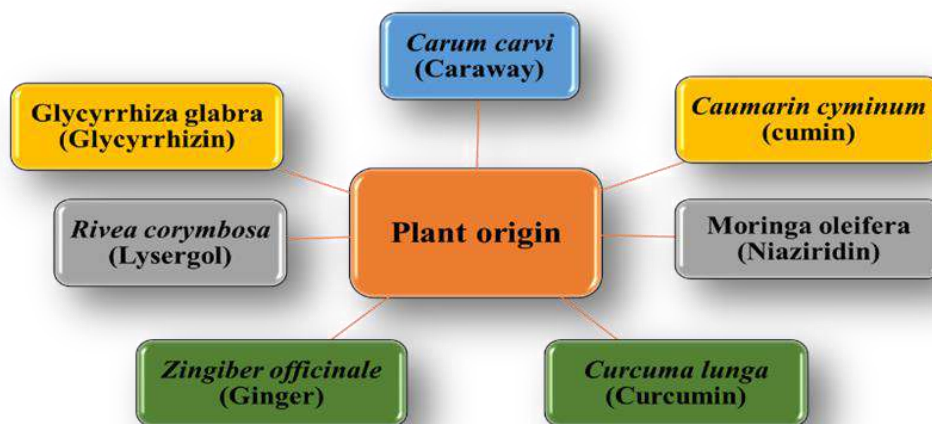 Carum carvi
(Caraway)
Glycyrrhiza glabra
(Glycyrrhizin)
Caumarin cyminum
(cumin)
Plant origin
Rivea corymbosa
(Lysergol)
Moringa oleifera
(Niaziridin)
Zingiber officinale
(Ginger)
Curcuma lunga
(Curcumin)